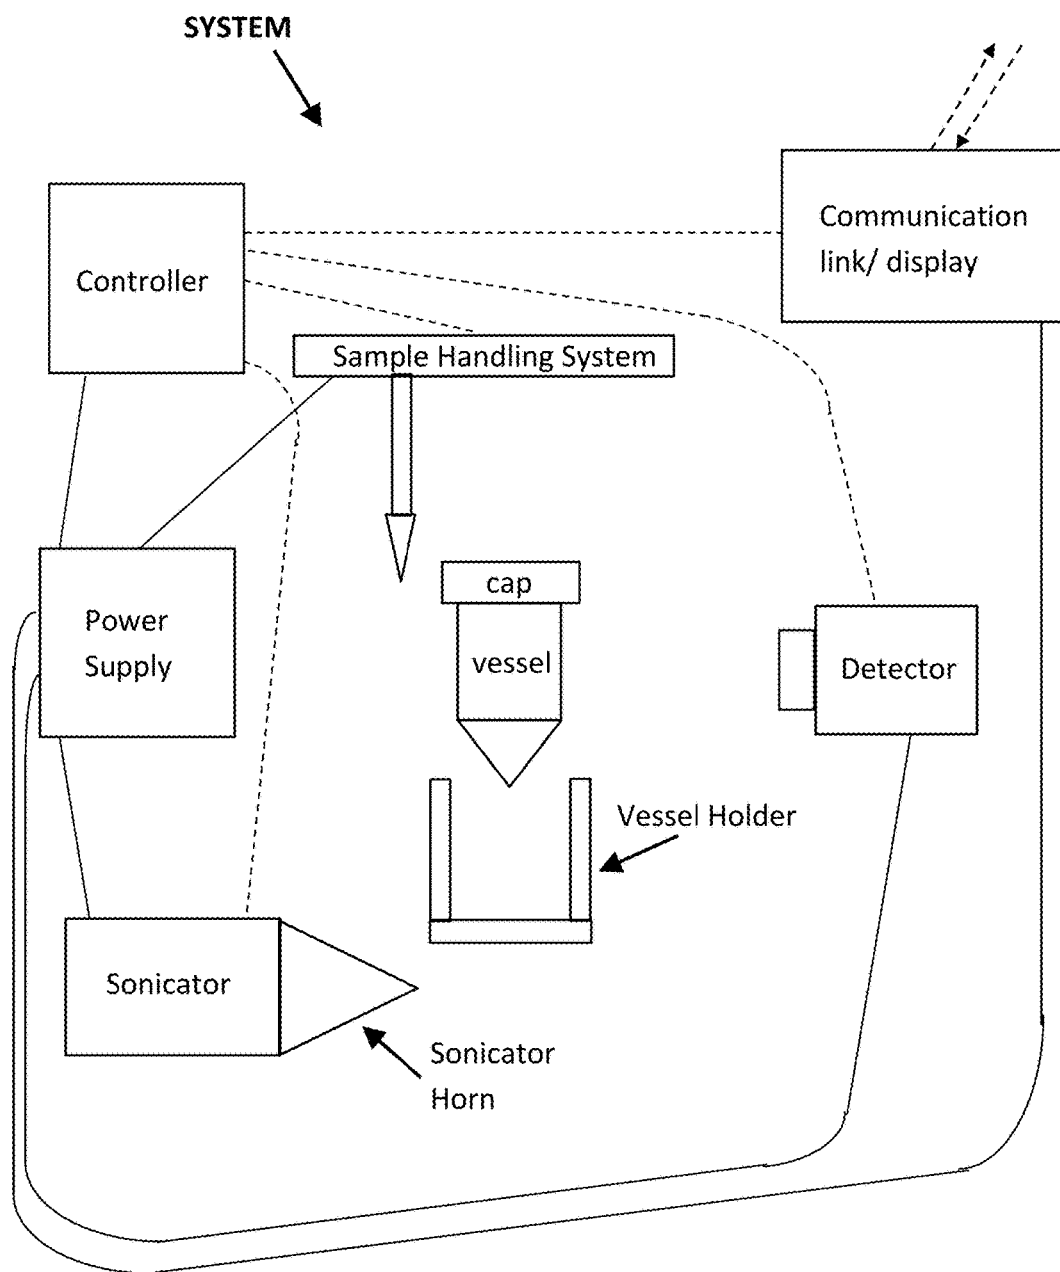 SYSTEM
Communication
link/ display
Controller
Sample Handling System
cap
Power
Supply
vessel
Detector
Vessel Holder
Sonicator
Sonicator
Horn